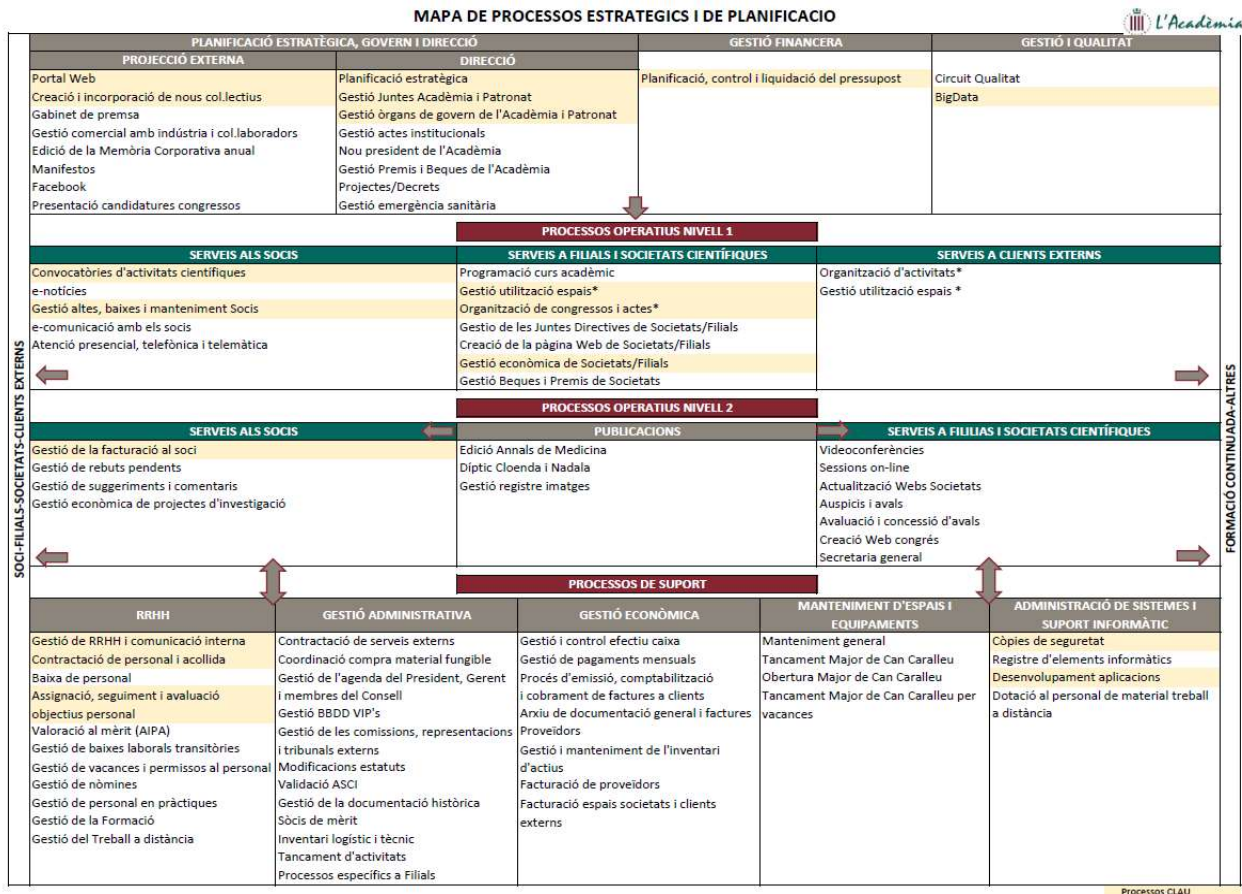 MAPA DE PROCESSOS ESTRATEGICS I DE PLANIFICACIO
L'Acadèmia
PLANIFICACIÓ ESTRATÈGICA, GOVERN I DIRECCIÓ
GESTIÓ FINANCERA
GESTIÓ I QUALITAT
PROJECCIÓ EXTERNA
DIRECCIÓ
Portal Web
Creació i incorporació de nous col.lectius
Gabinet de premsa
Gestió comercial amb indústria i col.laboradors
Edició de la Memòria Corporativa anual
Manifestos
Facebook
Presentació candidatures congressos
Planificació estratègica
Gestió Juntes Acadèmia i Patronat
Gestió òrgans de govern de l'Acadèmia i Patronat
Gestió actes institucionals
Nou president de l'Acadèmia
Gestió Premis i Beques de l'Acadèmia
Projectes/Decrets
Gestió emergència sanitària
Planificació, control i liquidació del pressupost
Circuit Qualitat
BigData
PROCESSOS OPERATIUS NIVELL 1
SERVEIS ALS SOCIS
SERVEIS A FILIALS I SOCIETATS CIENTÍFIQUES
SERVEIS A CLIENTS EXTERNS
Convocatòries d'activitats científiques
e-notícies
Gestió altes, baixes i manteniment Socis
e-comunicació amb els socis
Atenció presencial, telefònica i telemàtica
Programació curs acadèmic
Gestió utilització espais*
Organització de congressos i actes*
Gestio de les Juntes Directives de Societats/Filials
Creació de la pàgina Web de Societats/Filials
Gestió econòmica de Societats/Filials
Gestió Beques i Premis de Societats
Organització d'activitats*
Gestió utilització espais *
PROCESSOS OPERATIUS NIVELL 2
SERVEIS ALS SOCIS
PUBLICACIONS
SERVEIS A FILILIAS I SOCIETATS CIENTÍFIQUES
Gestió de la facturació al soci
Gestió de rebuts pendents
Gestió de suggeriments i comentaris
Gestió econòmica de projectes d'investigació
Edició Annals de Medicina
Díptic Cloenda i Nadala
Gestió registre imatges
Videoconferències
Sessions on-line
Actualització Webs Societats
Auspicis i avals
Avaluació i concessió d'avals
Creació Web congrés
Secretaria general
SOCI-FILIALS-SOCIETATS-CLIENTS EXTERNS
FORMACIÓ CONTINUADA-ALTRES
PROCESSOS DE SUPORT
RRHH
GESTIÓ ADMINISTRATIVA
GESTIÓ ECONÒMICA
MANTENIMENT D'ESPAIS I
EQUIPAMENTS
ADMINISTRACIÓ DE SISTEMES I
SUPORT INFORMÀTIC
Gestió de RRHH i comunicació interna
Contractació de personal i acollida
Baixa de personal
Assignació, seguiment i avaluació
objectius personal
Valoració al mèrit (AIPA)
Gestió de baixes laborals transitòries
Gestió de vacances i permissos al personal
Gestió de nòmines
Gestió de personal en pràctiques
Gestió de la Formació
Gestió del Treball a distància
Contractació de serveis externs
Coordinació compra material fungible
Gestió de l'agenda del President, Gerent
i membres del Consell
Gestió BBDD VIP's
Gestió de les comissions, representacions
i tribunals externs
Modificacions estatuts
Validació ASCI
Gestió de la documentació històrica
Sòcis de mèrit
Inventari logístic i tècnic
Tancament d'activitats
Processos específics a Filials
Gestió i control efectiu caixa
Gestió de pagaments mensuals
Procés d'emissió, comptabilització
i cobrament de factures a clients
Arxiu de documentació general i factures
Proveïdors
Gestió i manteniment de l'inventari
d'actius
Facturació de proveïdors
Facturació espais societats i clients
externs
Manteniment general
Tancament Major de Can Caralleu
Obertura Major de Can Caralleu
Tancament Major de Can Caralleu per
vacances
Còpies de seguretat
Registre d'elements informàtics
Desenvolupament aplicacions
Dotació al personal de material treball
a distància
Processos CLAU